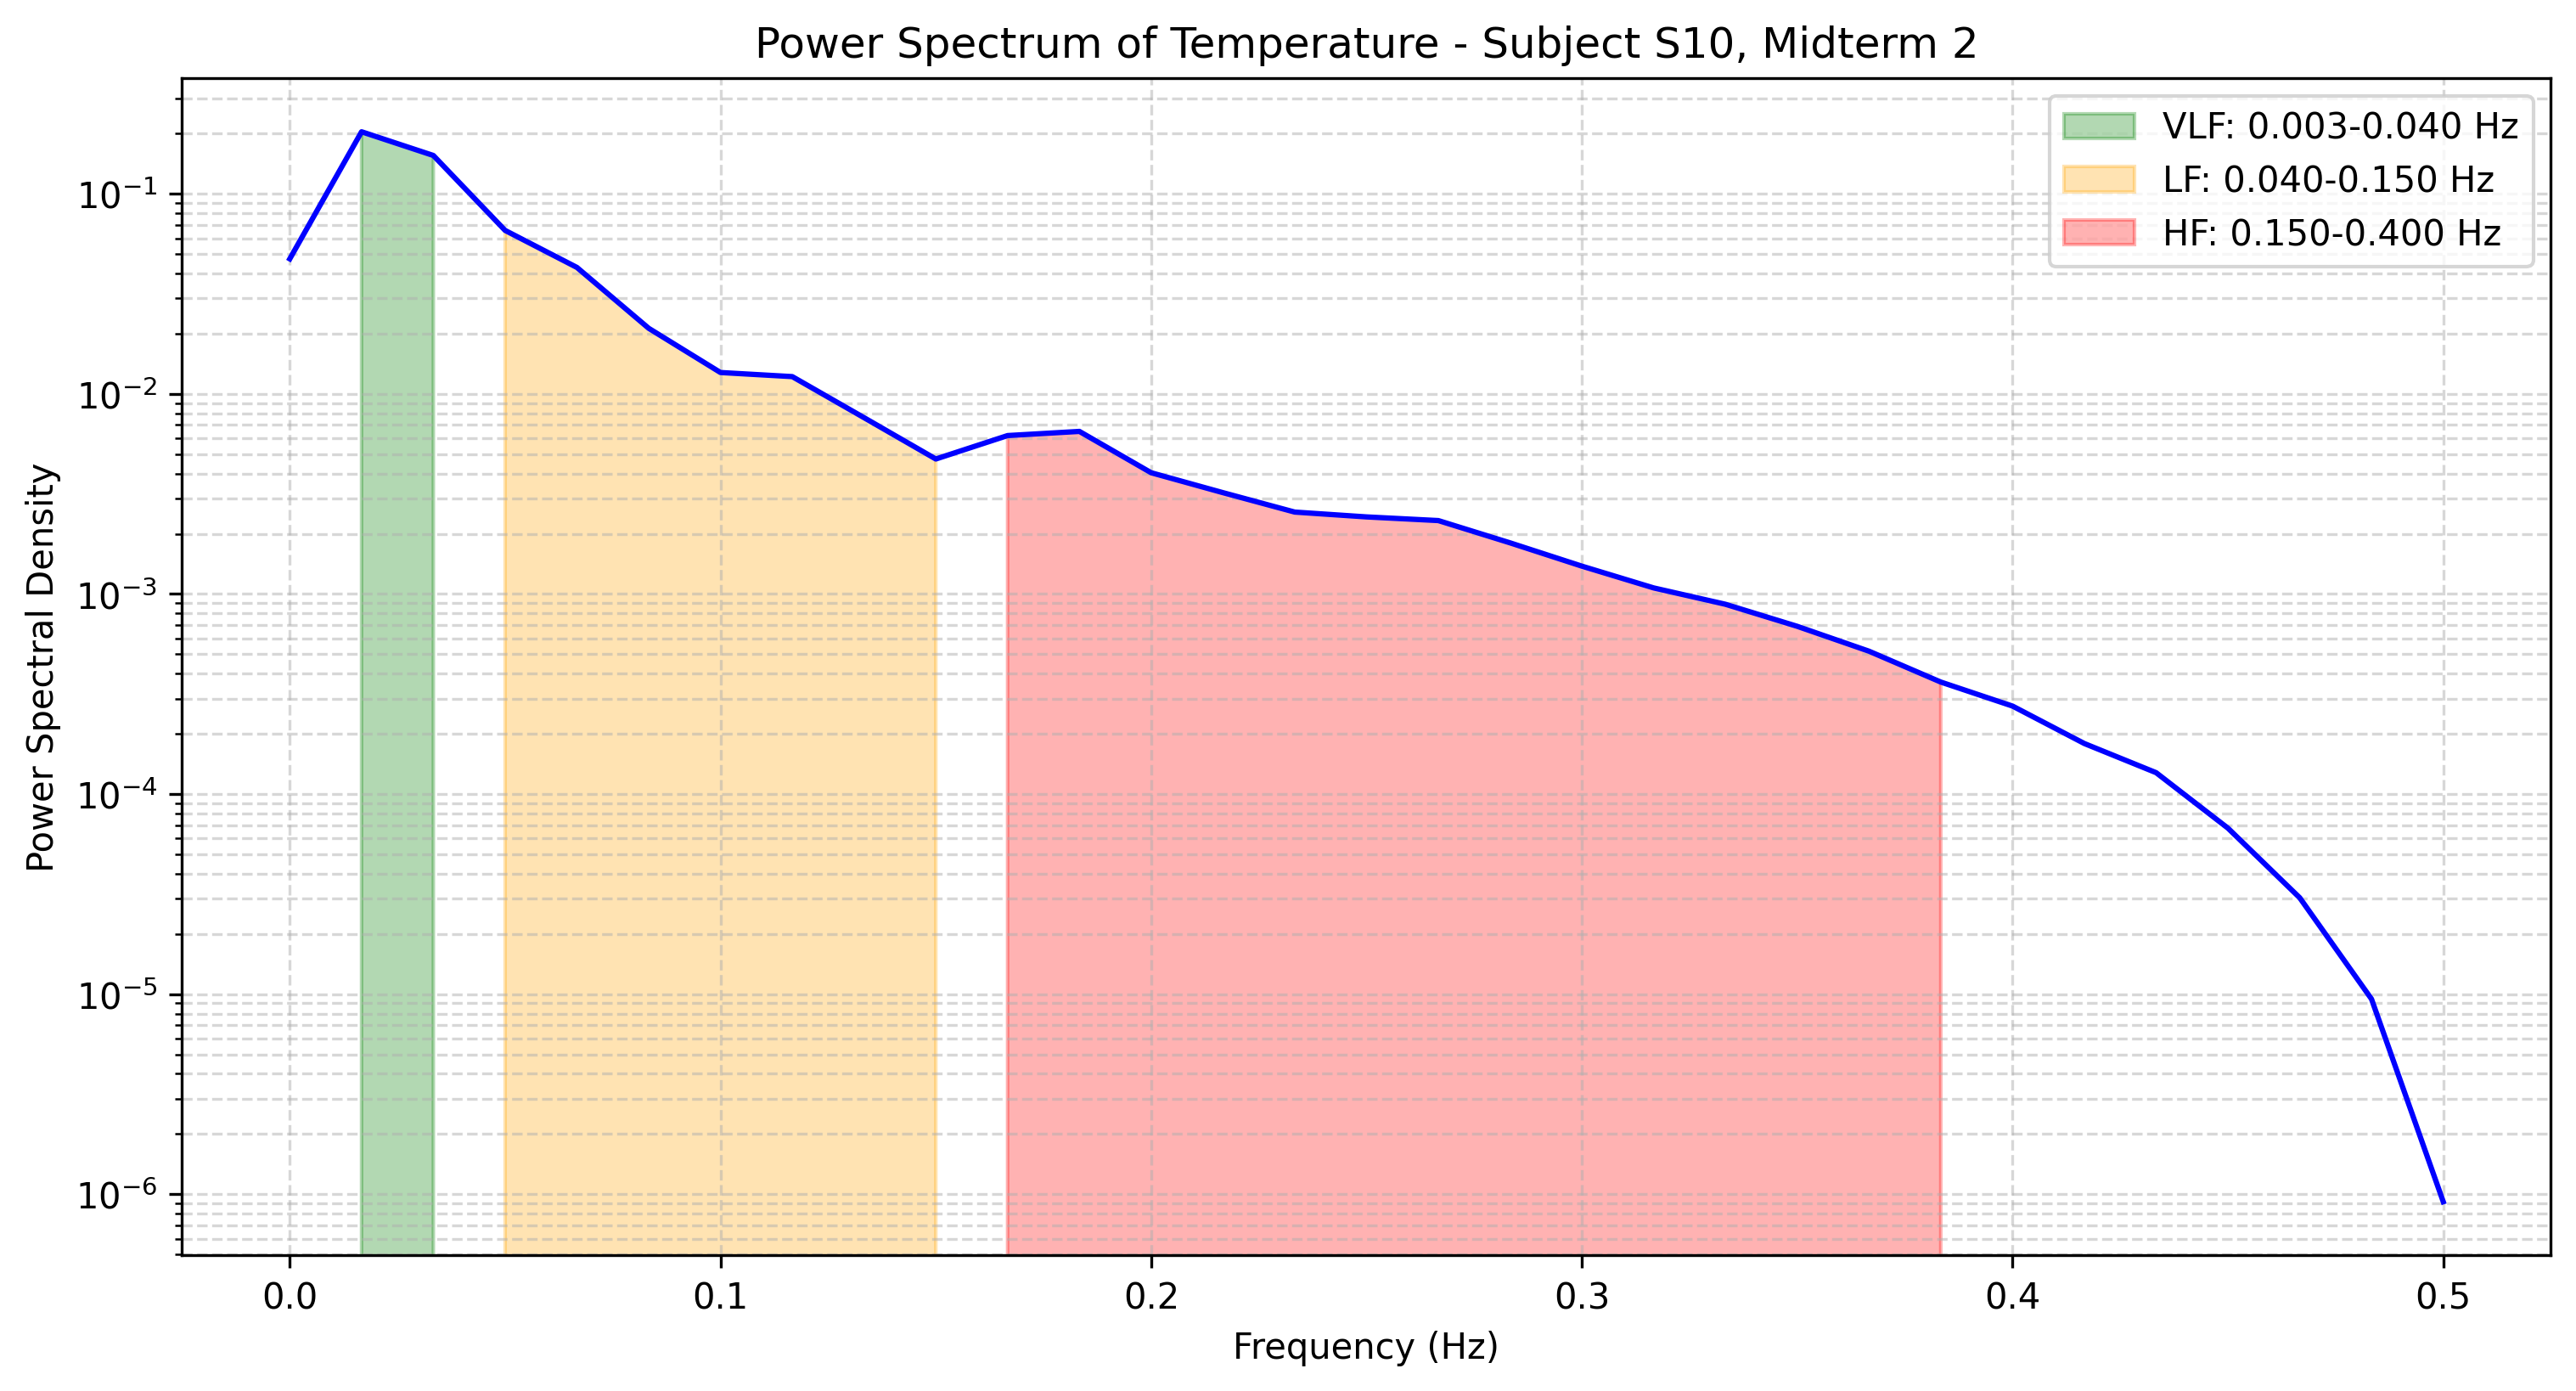 Power Spectrum of Temperature - Subject S10, Midterm 2
VLF: 0.003-0.040 Hz
LF: 0.040-0.150 Hz
HF: 0.150-0.400 Hz
Power Spectral Density
10⁻¹
10⁻²
10⁻³
10⁻⁴
10⁻⁵
10⁻⁶
0.0 0.1 0.2 0.3 0.4 0.5
Frequency (Hz)